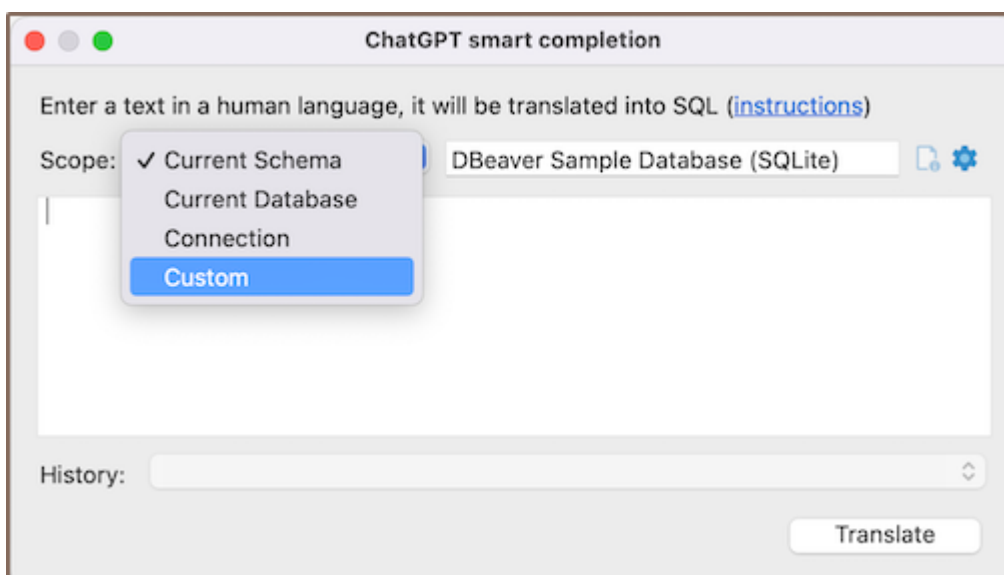 ChatGPT smart completion
Enter a text in a human language, it will be translated into SQL (instructions)
Scope: ✓ Current Schema DBeaver Sample Database (SQLite)
Current Database
Connection
Custom
History:
Translate